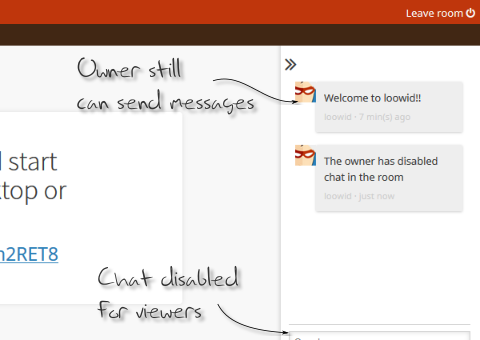 Leave room
Owner still
can send messages
Welcome to loowid!!
loowid - 7 min(s) ago
start
top or
n2RET8
The owner has disabled
chat in the room
loowid - just now
Chat disabled
for viewers